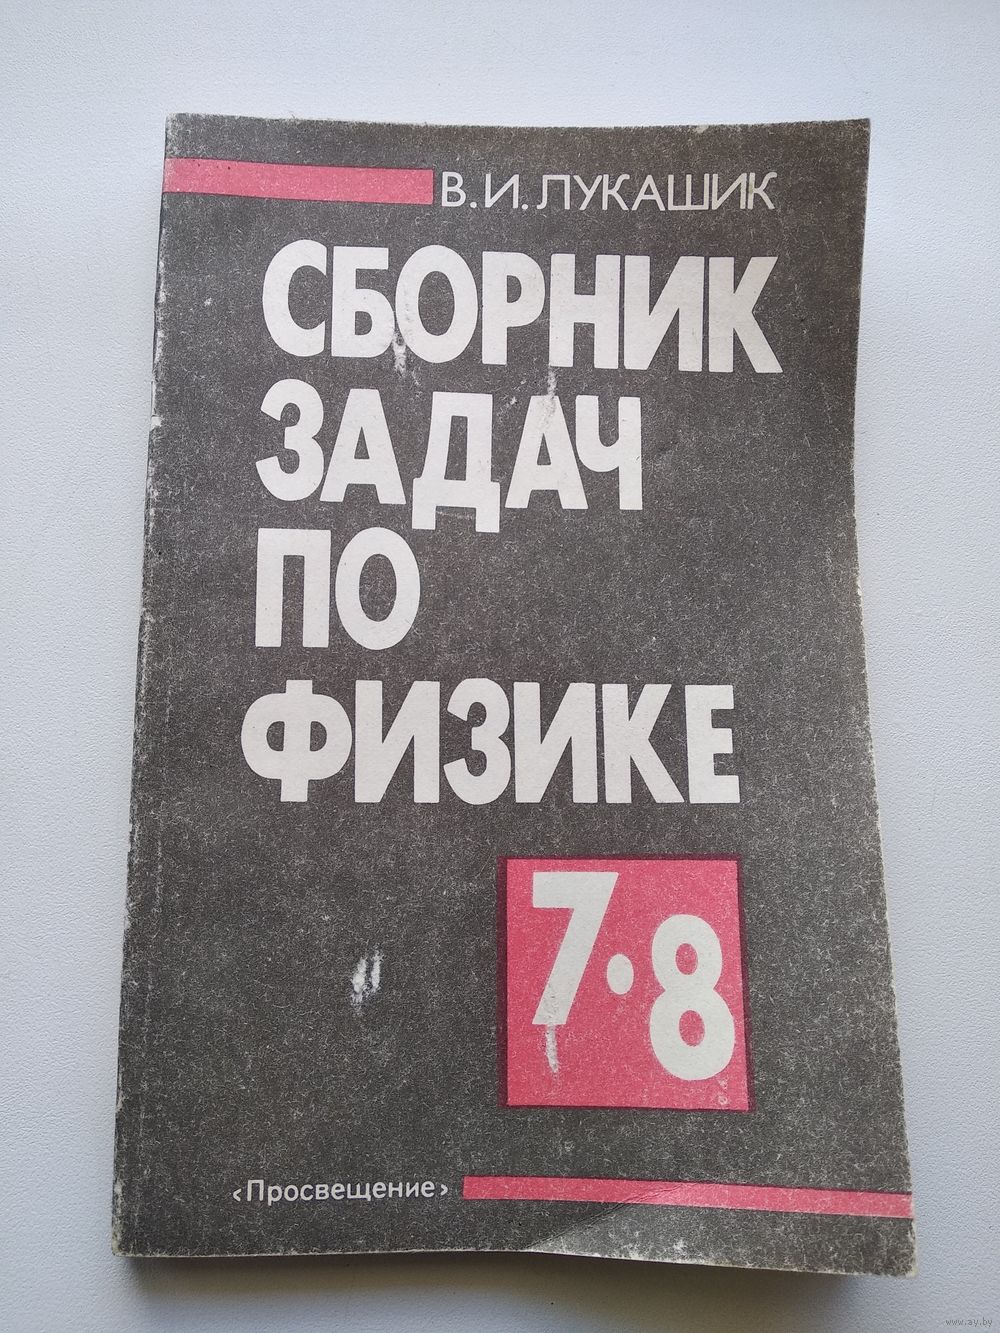 В.И.ЛУКАШИК
СБОРНИК
ЗАДАЧ
ПО
ФИЗИКЕ
7·8
‹Просвещение›
www.ay.by